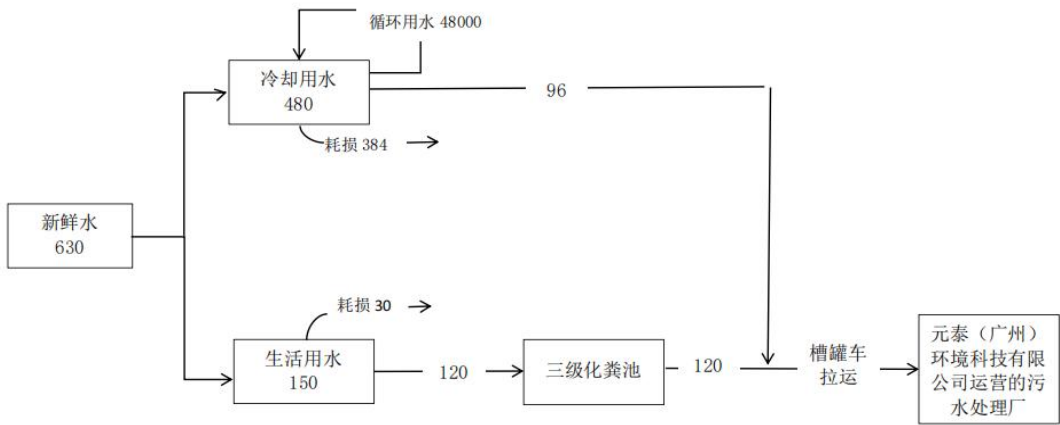 循环用水 48000
冷却用水
480
96
耗损 384
新鲜水
630
耗损 30
生活用水
150
120
三级化粪池
120
槽罐车
拉运
元泰（广州）
环境科技有限
公司运营的污
水处理厂